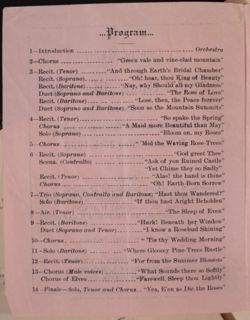 ...Program...
1—Introduction ........ Orchestra
2—Chorus ........ "Green vale and vine-clad mountain"
3—Recit. (Tenor) ........ "And through Earth's Bridal Chamber"
Recit. (Soprano) ........ "Oh! hear, thou King of Beauty"
Recit. (Baritone) ........ "Nay, why Should all my Gladness"
Duet (Soprano and Baritone) ........ "The Rose of Love"
Recit. (Baritone) ........ "Lose, then, the Peace forever"
Duet (Baritone and Soprano) ........ "Soon as the Mountain Summits"
4—Recit. (Tenor) ........ "So spake the Spring"
Chorus ........ "A Maid more Beautiful than May"
Solo (Soprano) ........ "Bloom on, my Roses"
5—Chorus ........ "Mid the Waving Rose-Trees"
6—Recit. (Soprano) ........ "God greet Thee"
Scena. (Contralto) ........ "Ask of you Ruined Castle"
"Yet Chime they so Sadly"
Recit. (Tenor) ........ "Alas! the hand is thine"
Chorus ........ "Oh! Earth-Born Sorrow"
7—Trio (Soprano, Contralto and Baritone) "Hast thou Wandered?"
Solo (Baritone) ........ "If thou hast Aright Beholden"
8—Air. (Tenor) ........ "The Sleep of Eves"
9—Recit. (Baritone) ........ "Hark! Beneath her Window"
Duet (Soprano and Tenor) ........ "I know a Rosebud Shining"
10—Chorus ........ "'Tis thy Wedding Morning"
11—Solo (Baritone) ........ "Where Gloomy Pine-Trees Rustle"
12—Recit. (Tenor) ........ "For from the Summer Blossom"
13—Chorus (Male voices) ........ "What Sounds there so Softly"
Chorus of Elves ........ "Farewell, Sleep thou Lightly"
14—Finale—Solo, Tenor and Chorus .... "Yea, E'en as Die the Roses"